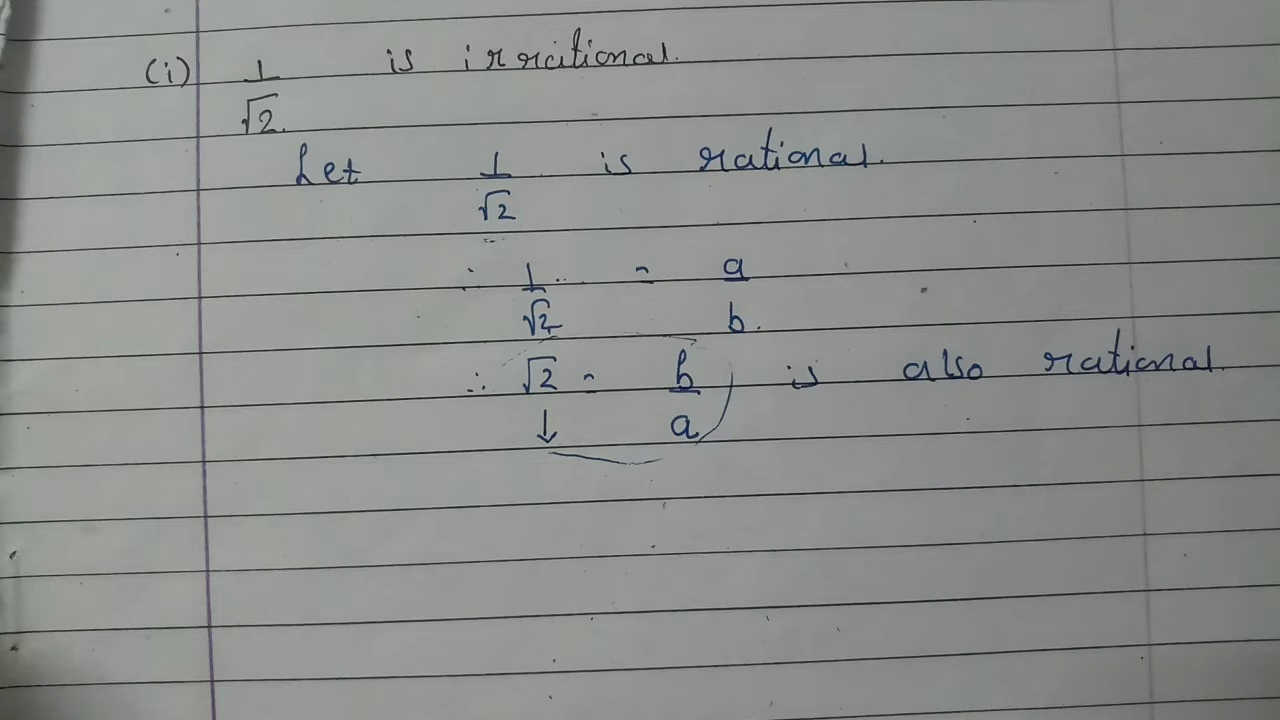 (i) 1/√2. is irrational.
Let 1/√2 is rational.
∴ 1/√2 = a/b.
∴ √2 = b/a is also rational.
↓